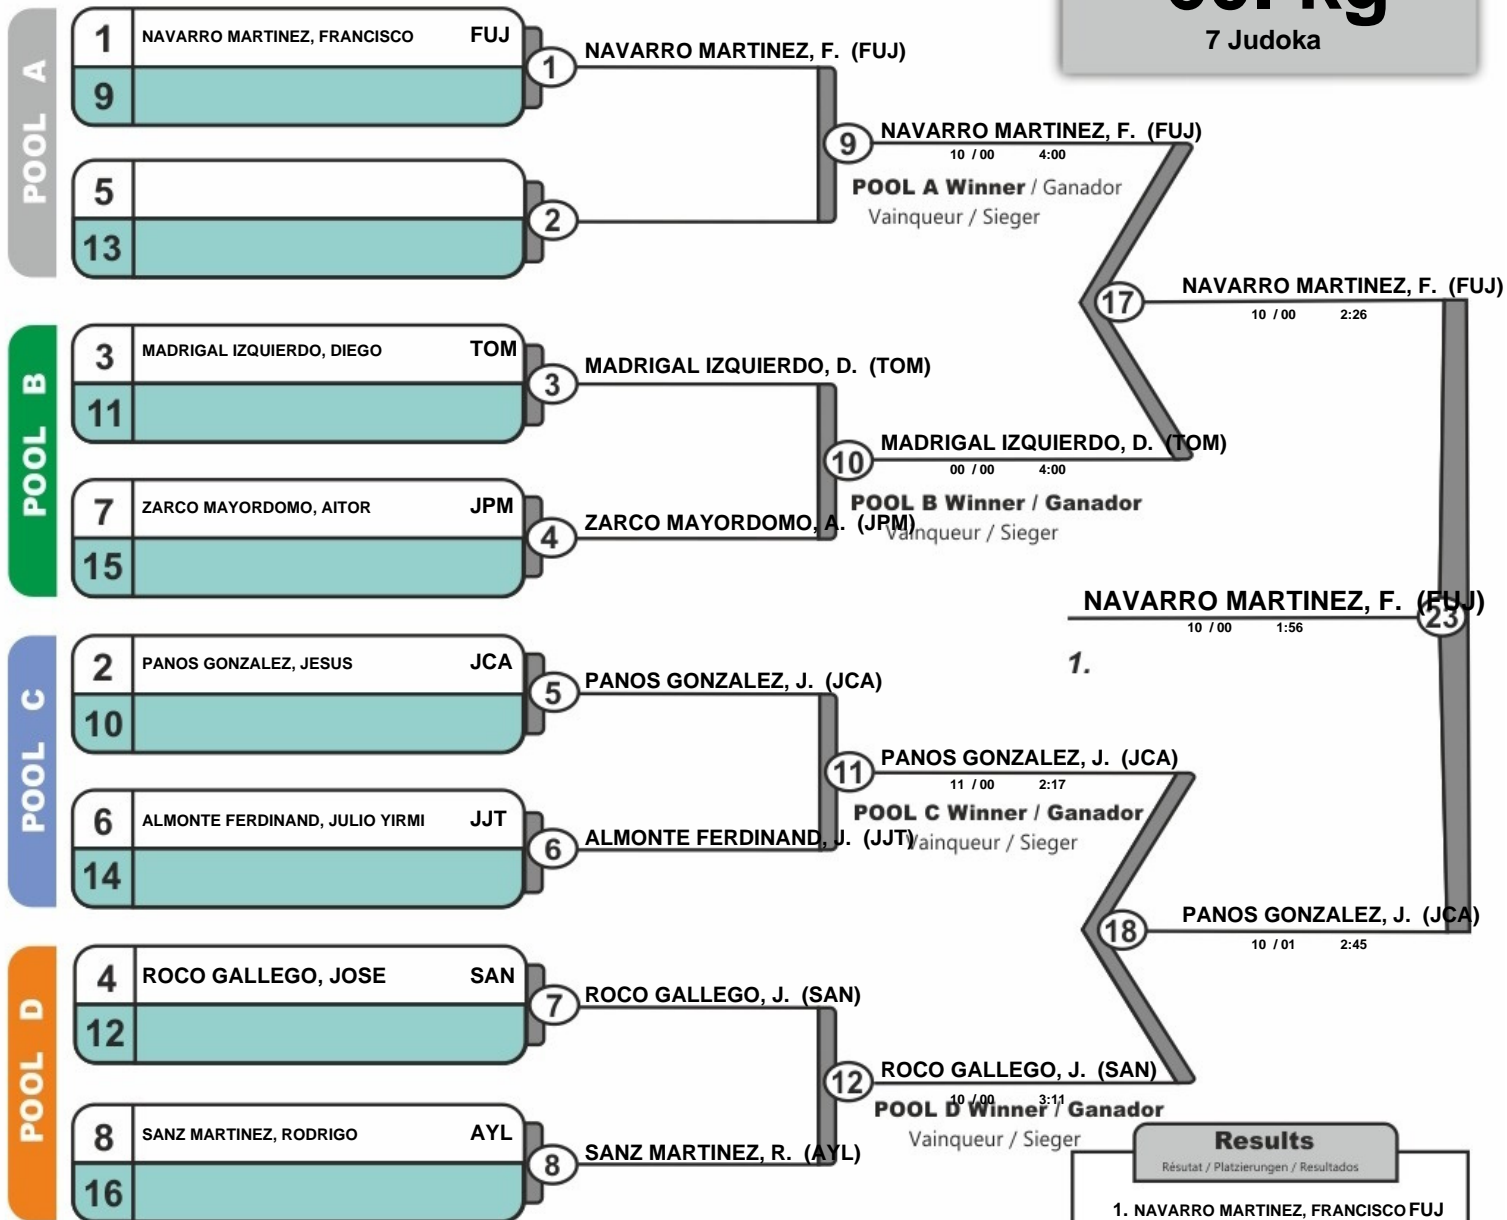 7 Judoka
POOL A
1 NAVARRO MARTINEZ, FRANCISCO FUJ
9
1
NAVARRO MARTINEZ, F. (FUJ)
5
13
2
9
NAVARRO MARTINEZ, F. (FUJ)
10 / 00 4:00
POOL A Winner / Ganador
Vainqueur / Sieger
POOL B
3 MADRIGAL IZQUIERDO, DIEGO TOM
11
3
MADRIGAL IZQUIERDO, D. (TOM)
7 ZARCO MAYORDOMO, AITOR JPM
15
4
ZARCO MAYORDOMO, A. (JPM)
10
MADRIGAL IZQUIERDO, D. (TOM)
00 / 00 4:00
POOL B Winner / Ganador
Vainqueur / Sieger
17
NAVARRO MARTINEZ, F. (FUJ)
10 / 00 2:26
NAVARRO MARTINEZ, F. (FUJ)
23
10 / 00 1:56
1.
POOL C
2 PANOS GONZALEZ, JESUS JCA
10
5
PANOS GONZALEZ, J. (JCA)
6 ALMONTE FERDINAND, JULIO YIRMI JJT
14
6
ALMONTE FERDINAND, J. (JJT)
11
PANOS GONZALEZ, J. (JCA)
11 / 00 2:17
POOL C Winner / Ganador
Vainqueur / Sieger
18
PANOS GONZALEZ, J. (JCA)
10 / 01 2:45
POOL D
4 ROCO GALLEGO, JOSE SAN
12
7
ROCO GALLEGO, J. (SAN)
8 SANZ MARTINEZ, RODRIGO AYL
16
8
SANZ MARTINEZ, R. (AYL)
12
ROCO GALLEGO, J. (SAN)
10 / 00 3:11
POOL D Winner / Ganador
Vainqueur / Sieger
Results
Résutat / Platzierungen / Resultados
1. NAVARRO MARTINEZ, FRANCISCO FUJ